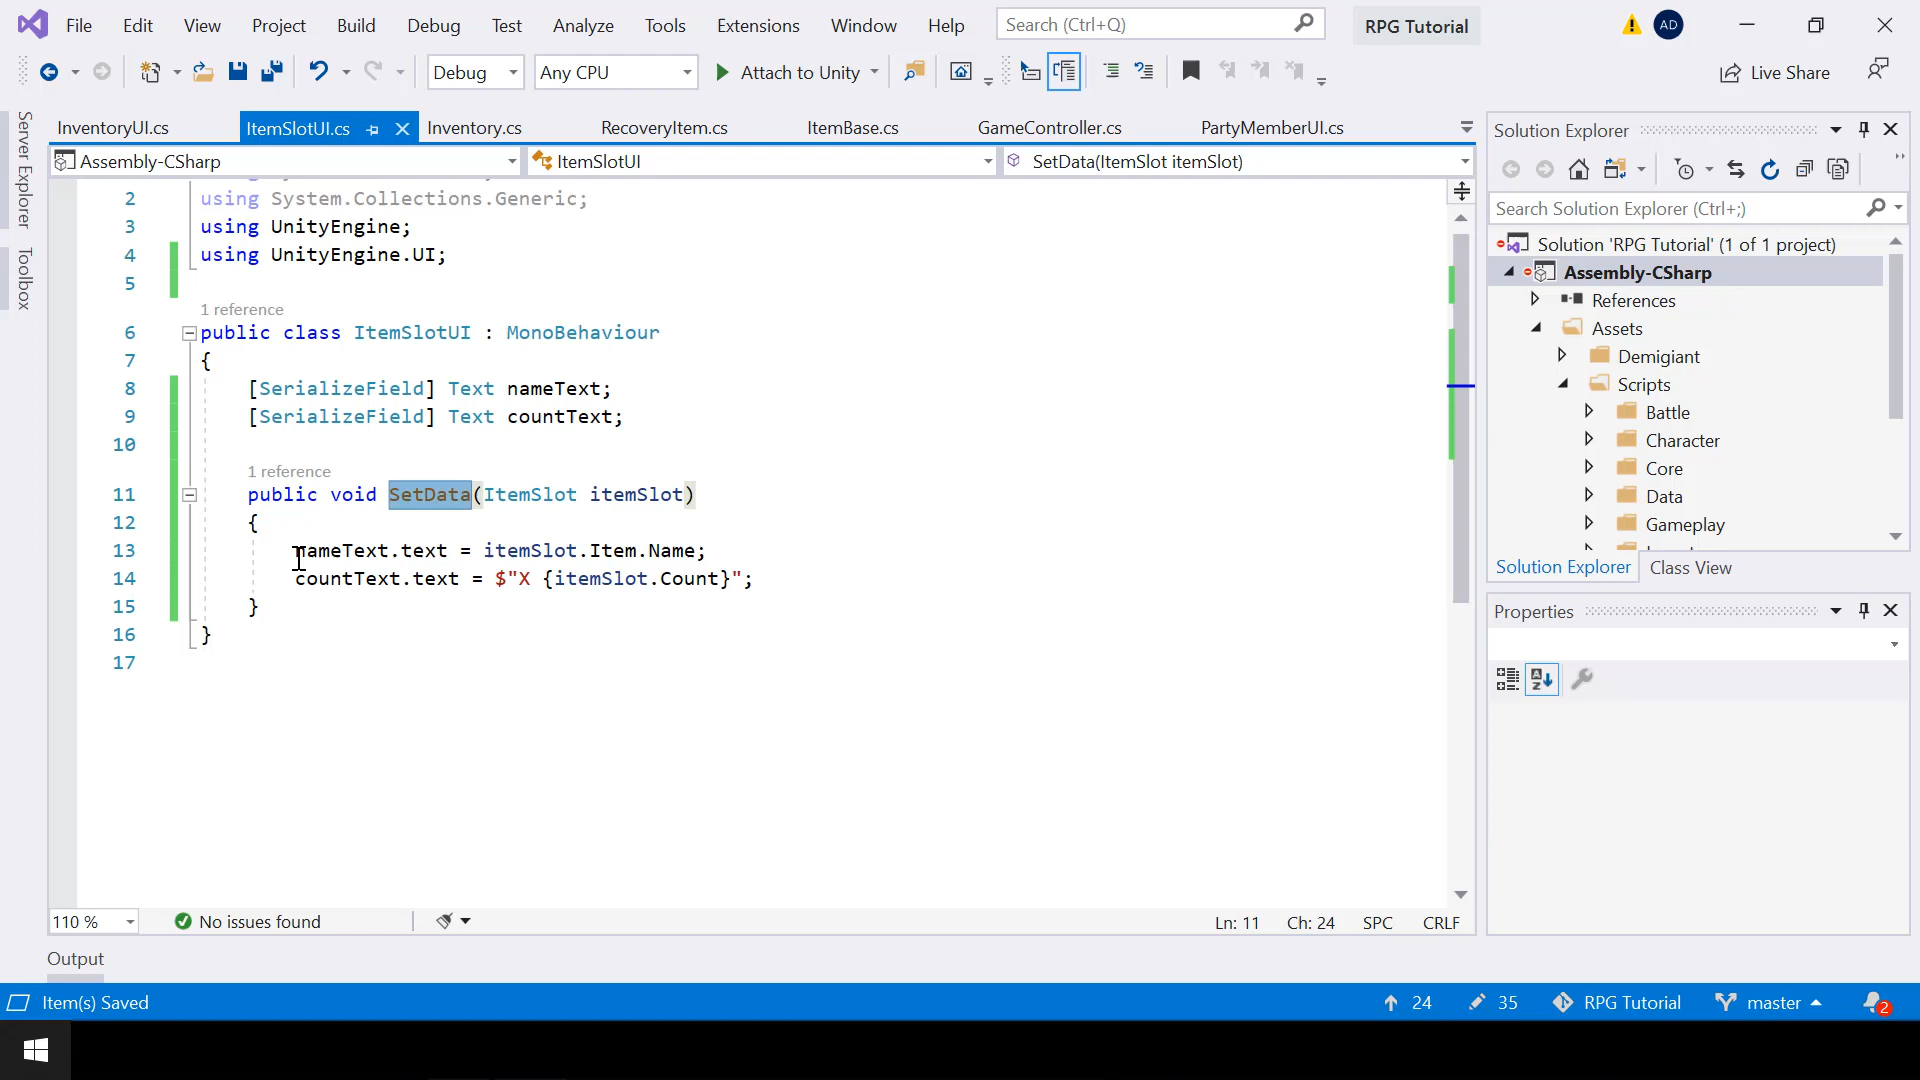 File Edit View Project Build Debug Test Analyze Tools Extensions Window Help Search (Ctrl+Q) RPG Tutorial AD
Debug Any CPU Attach to Unity Live Share
Server Explorer
Toolbox
InventoryUI.cs ItemSlotUI.cs Inventory.cs RecoveryItem.cs ItemBase.cs GameController.cs PartyMemberUI.cs
Assembly-CSharp ItemSlotUI SetData(ItemSlot itemSlot)
2 using System.Collections.Generic;
3 using UnityEngine;
4 using UnityEngine.UI;
5
1 reference
6 public class ItemSlotUI : MonoBehaviour
7 {
8 [SerializeField] Text nameText;
9 [SerializeField] Text countText;
10
1 reference
11 public void SetData(ItemSlot itemSlot)
12 {
13 nameText.text = itemSlot.Item.Name;
14 countText.text = $"X {itemSlot.Count}";
15 }
16 }
17
110 % No issues found Ln: 11 Ch: 24 SPC CRLF
Output
Solution Explorer
Search Solution Explorer (Ctrl+;)
Solution 'RPG Tutorial' (1 of 1 project)
Assembly-CSharp
References
Assets
Demigiant
Scripts
Battle
Character
Core
Data
Gameplay
Solution Explorer Class View
Properties
Item(s) Saved 24 35 RPG Tutorial master 2